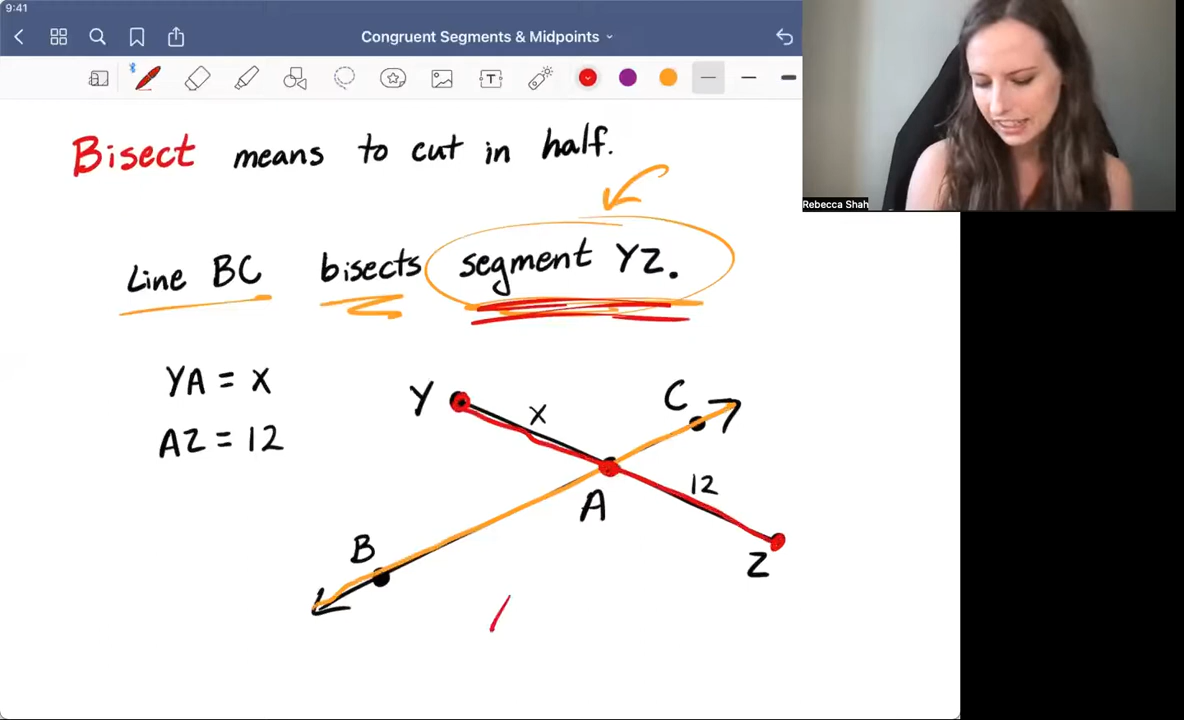 9:41
Congruent Segments & Midpoints
T
Rebecca Shah
Bisect means to cut in half.
Line BC bisects segment YZ.
YA = X
AZ = 12
Y
X
C
A
12
B
Z